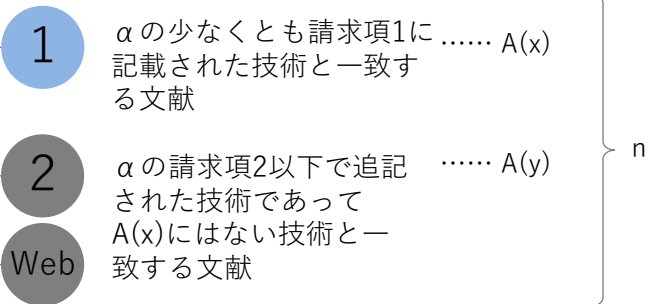 1
αの少なくとも請求項1に
記載された技術と一致す
る文献
…… A(x)
2
αの請求項2以下で追記
された技術であって
A(x)にはない技術と一
致する文献
…… A(y)
Web
n